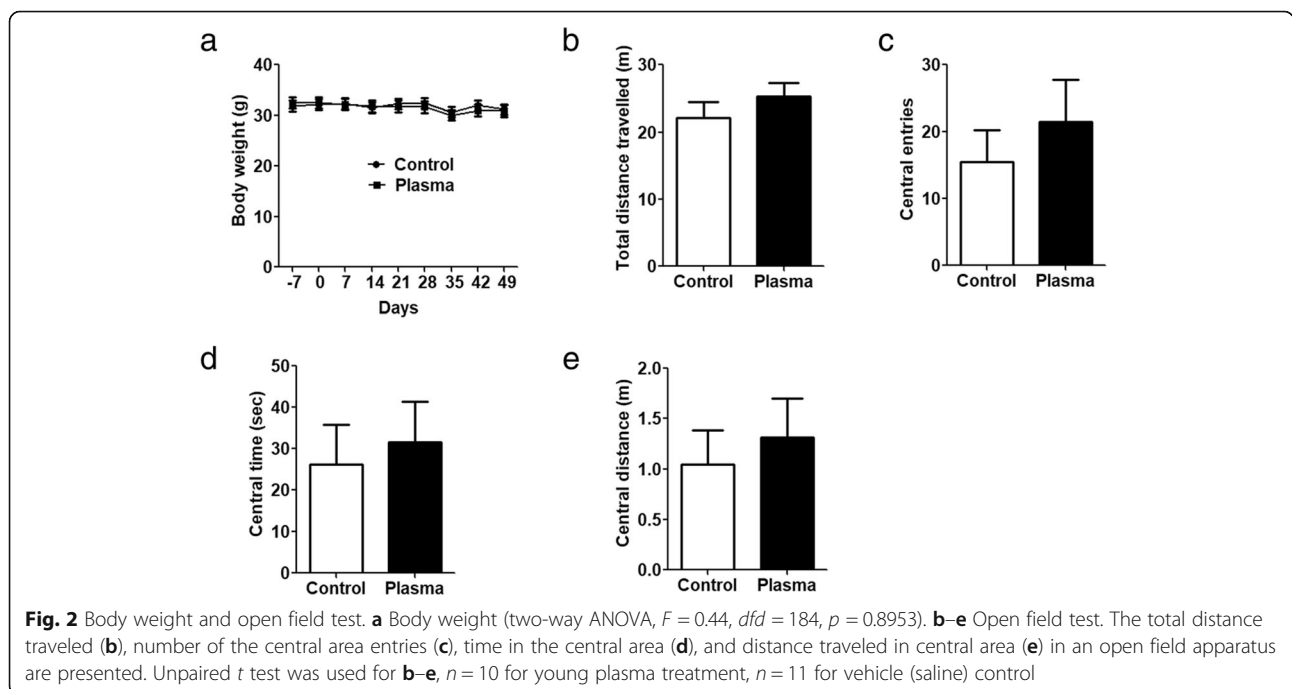 a
Body weight (g)
40
30
20
10
0
Control
Plasma
-7 0 7 14 21 28 35 42 49
Days
b
Total distance travelled (m)
30
20
10
0
Control Plasma
c
Central entries
30
20
10
0
Control Plasma
d
Central time (sec)
50
40
30
20
10
0
Control Plasma
e
Central distance (m)
2.0
1.5
1.0
0.5
0.0
Control Plasma
Fig. 2 Body weight and open field test. a Body weight (two-way ANOVA, F = 0.44, dfd = 184, p = 0.8953). b–e Open field test. The total distance
traveled (b), number of the central area entries (c), time in the central area (d), and distance traveled in central area (e) in an open field apparatus
are presented. Unpaired t test was used for b–e, n = 10 for young plasma treatment, n = 11 for vehicle (saline) control